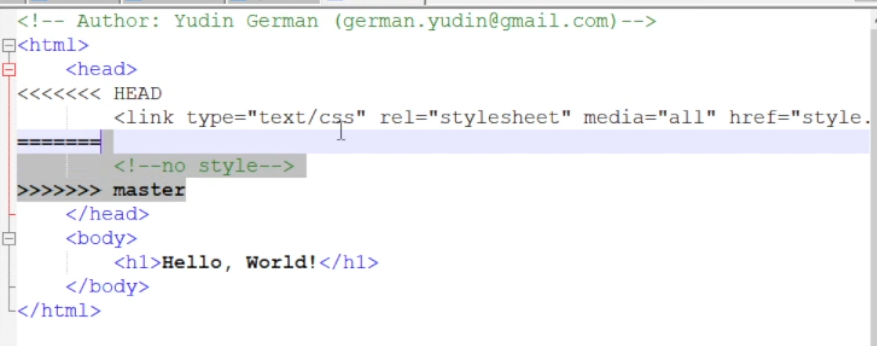 <!-- Author: Yudin German (german.yudin@gmail.com)-->
<html>
<head>
<<<<<<< HEAD
<link type="text/css" rel="stylesheet" media="all" href="style.
=======
<!--no style-->
>>>>>>> master
</head>
<body>
<h1>Hello, World!</h1>
</body>
</html>